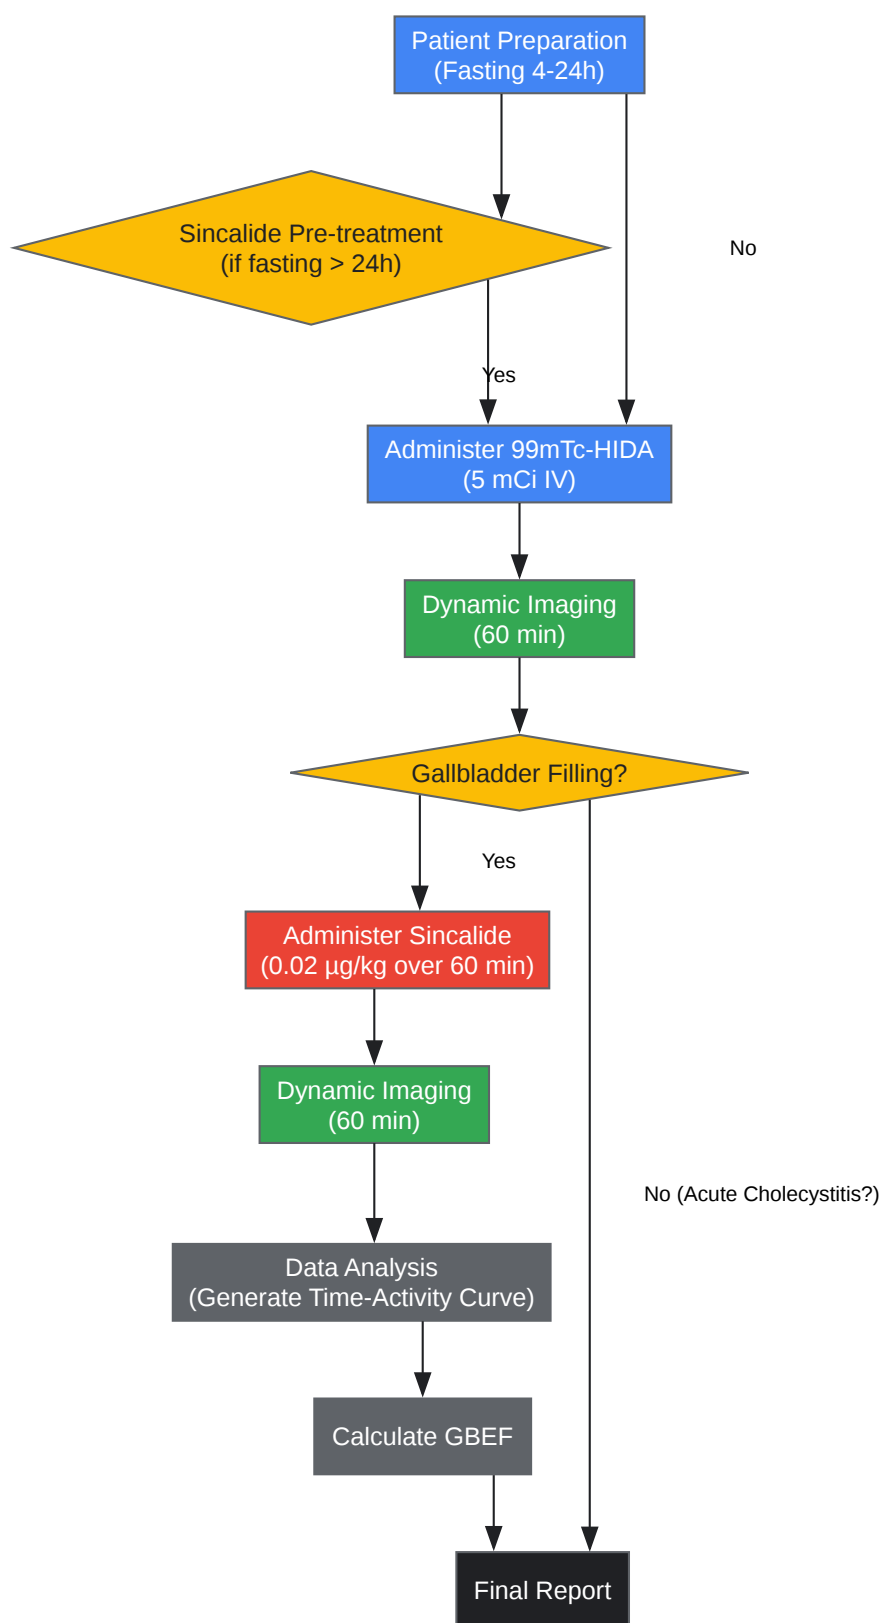 Patient Preparation
(Fasting 4-24h)
Sincalide Pre-treatment
(if fasting > 24h)
No
Yes
Administer 99mTc-HIDA
(5 mCi IV)
Dynamic Imaging
(60 min)
Gallbladder Filling?
Yes
Administer Sincalide
(0.02 µg/kg over 60 min)
Dynamic Imaging
(60 min)
No (Acute Cholecystitis?)
Data Analysis
(Generate Time-Activity Curve)
Calculate GBEF
Final Report